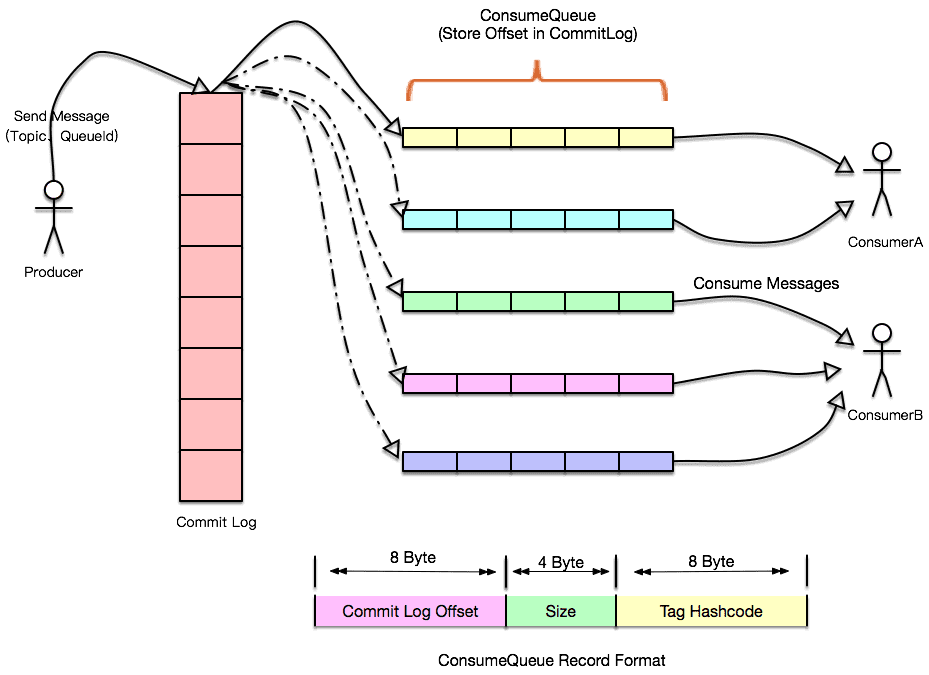 ConsumeQueue
(Store Offset in CommitLog)
Send Message
(Topic、QueueId)
Producer
ConsumerA
Consume Messages
ConsumerB
Commit Log
8 Byte
4 Byte
8 Byte
Commit Log Offset
Size
Tag Hashcode
ConsumeQueue Record Format